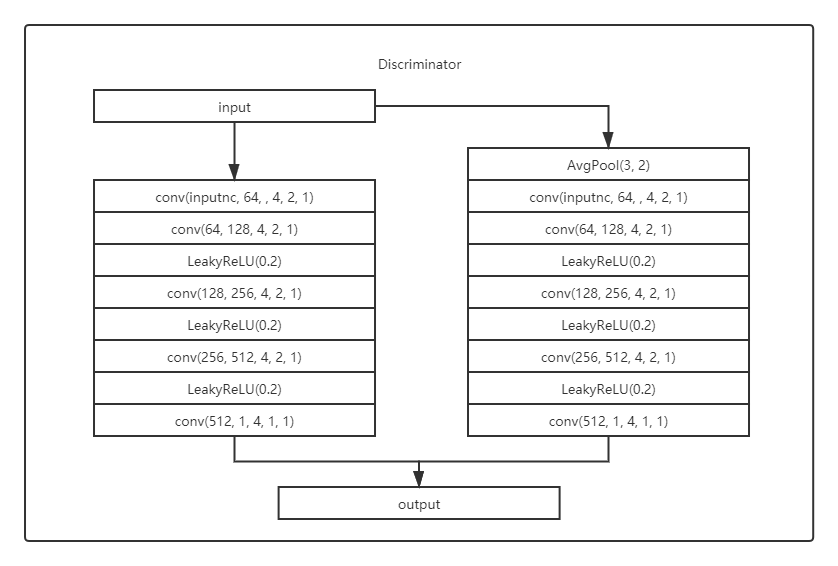 Discriminator
input
conv(inputnc, 64, , 4, 2, 1)
conv(64, 128, 4, 2, 1)
LeakyReLU(0.2)
conv(128, 256, 4, 2, 1)
LeakyReLU(0.2)
conv(256, 512, 4, 2, 1)
LeakyReLU(0.2)
conv(512, 1, 4, 1, 1)
AvgPool(3, 2)
conv(inputnc, 64, , 4, 2, 1)
conv(64, 128, 4, 2, 1)
LeakyReLU(0.2)
conv(128, 256, 4, 2, 1)
LeakyReLU(0.2)
conv(256, 512, 4, 2, 1)
LeakyReLU(0.2)
conv(512, 1, 4, 1, 1)
output